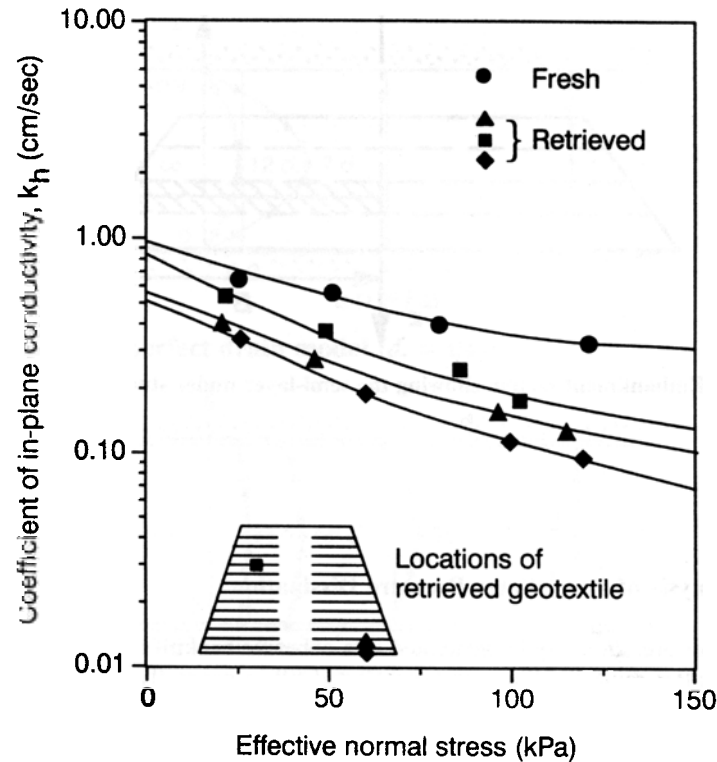 10.00
1.00
0.10
0.01
Coefficient of in-plane conductivity, kh (cm/sec)
Fresh
Retrieved
Locations of
retrieved geotextile
0
50
100
150
Effective normal stress (kPa)